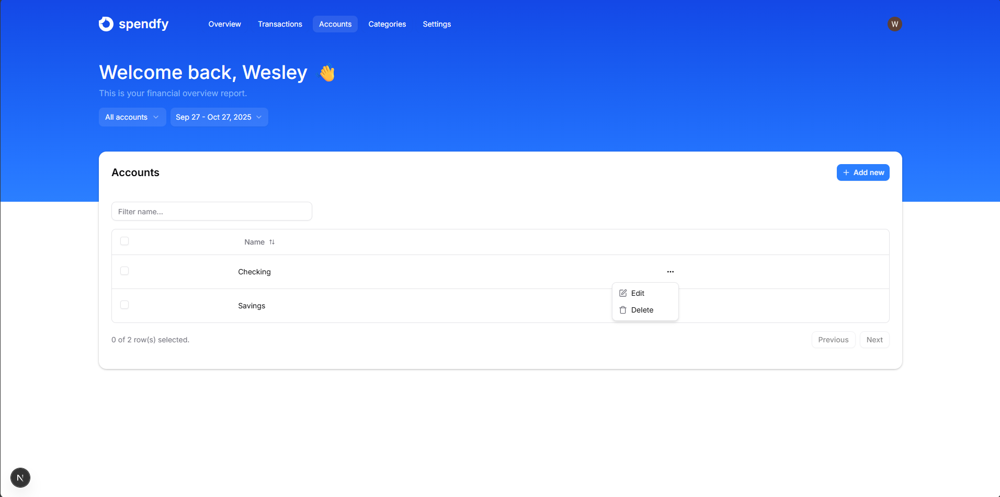 spendfy
Overview
Transactions
Accounts
Categories
Settings
W
Welcome back, Wesley 👋
This is your financial overview report.
All accounts
Sep 27 - Oct 27, 2025
Accounts
+ Add new
Filter name...
Name
Checking
...
Edit
Savings
Delete
0 of 2 row(s) selected.
Previous
Next
N